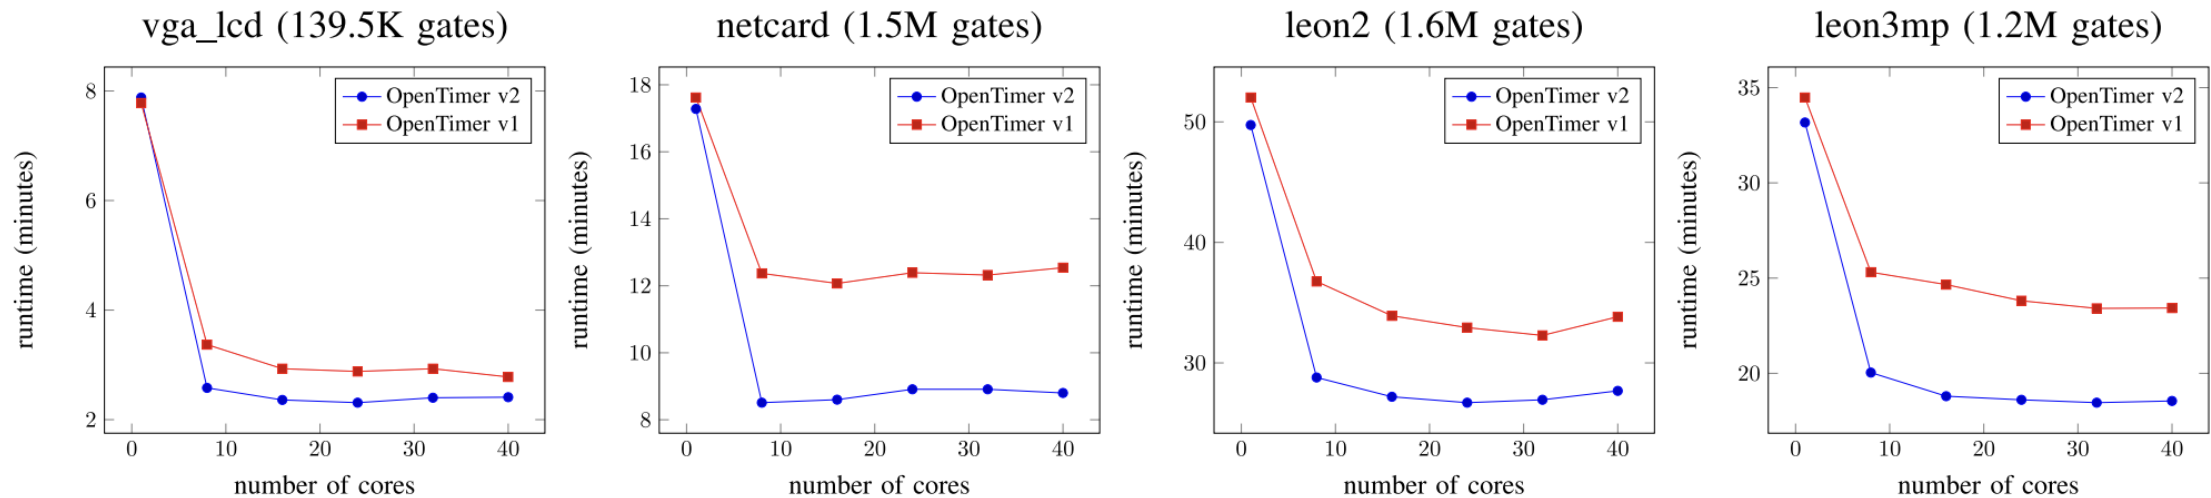 vga_lcd (139.5K gates)
runtime (minutes)
8
6
4
2
0
10
20
30
40
number of cores
OpenTimer v2
OpenTimer v1
netcard (1.5M gates)
runtime (minutes)
18
16
14
12
10
8
0
10
20
30
40
number of cores
OpenTimer v2
OpenTimer v1
leon2 (1.6M gates)
runtime (minutes)
50
40
30
0
10
20
30
40
number of cores
OpenTimer v2
OpenTimer v1
leon3mp (1.2M gates)
runtime (minutes)
35
30
25
20
0
10
20
30
40
number of cores
OpenTimer v2
OpenTimer v1